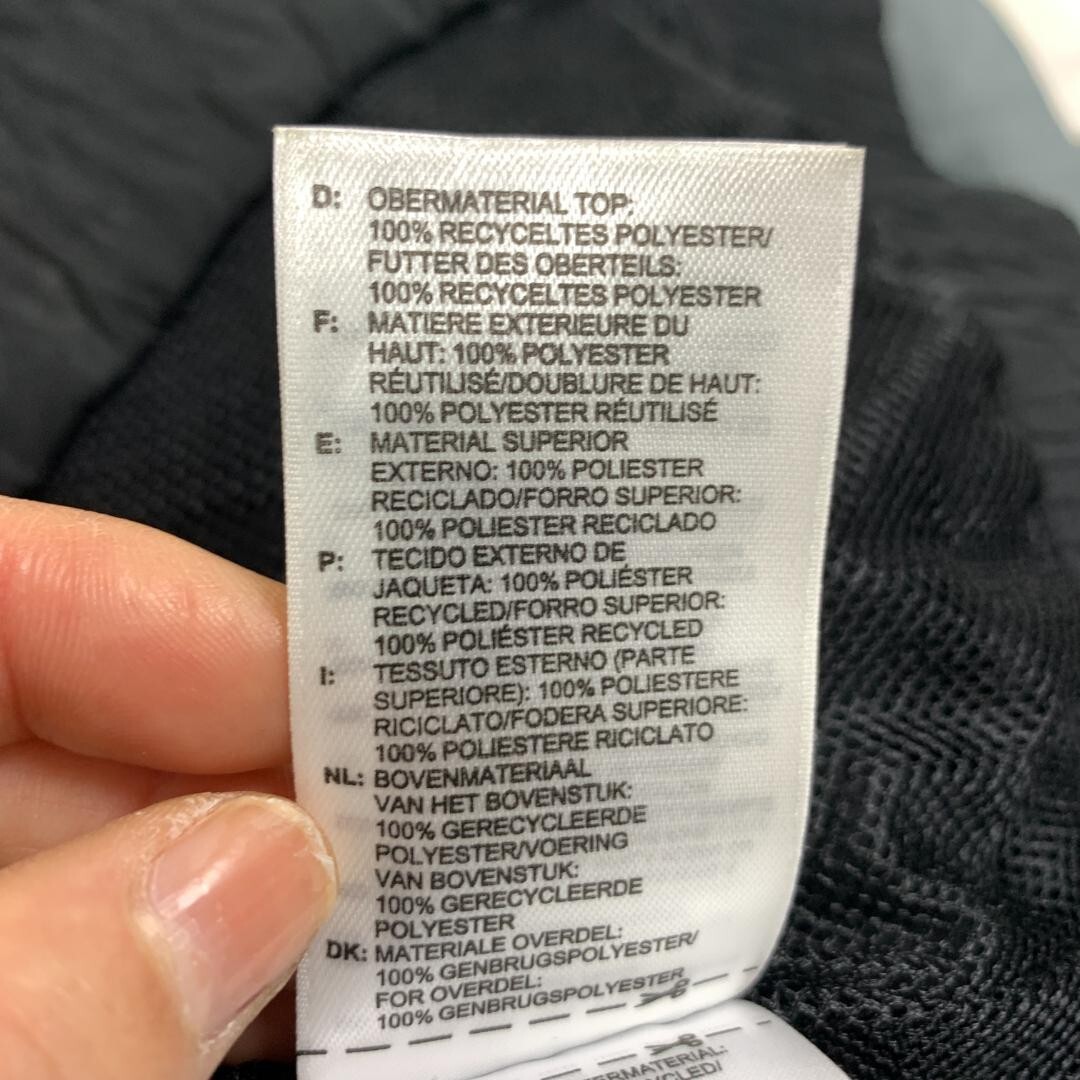 D: OBERMATERIAL TOP:
100% RECYCELTES POLYESTER/
FUTTER DES OBERTEILS:
100% RECYCELTES POLYESTER
F: MATIERE EXTERIEURE DU
HAUT: 100% POLYESTER
RÉUTILISÉ/DOUBLURE DE HAUT:
100% POLYESTER RÉUTILISÉ
E: MATERIAL SUPERIOR
EXTERNO: 100% POLIESTER
RECICLADO/FORRO SUPERIOR:
100% POLIESTER RECICLADO
P: TECIDO EXTERNO DE
JAQUETA: 100% POLIÉSTER
RECYCLED/FORRO SUPERIOR:
100% POLIÉSTER RECYCLED
I: TESSUTO ESTERNO (PARTE
SUPERIORE): 100% POLIESTERE
RICICLATO/FODERA SUPERIORE:
100% POLIESTERE RICICLATO
NL: BOVENMATERIAAL
VAN HET BOVENSTUK:
100% GERECYCLEERDE
POLYESTER/VOERING
VAN BOVENSTUK:
100% GERECYCLEERDE
POLYESTER
DK: MATERIALE OVERDEL:
100% GENBRUGSPOLYESTER/
FOR OVERDEL:
100% GENBRUGSPOLYESTER